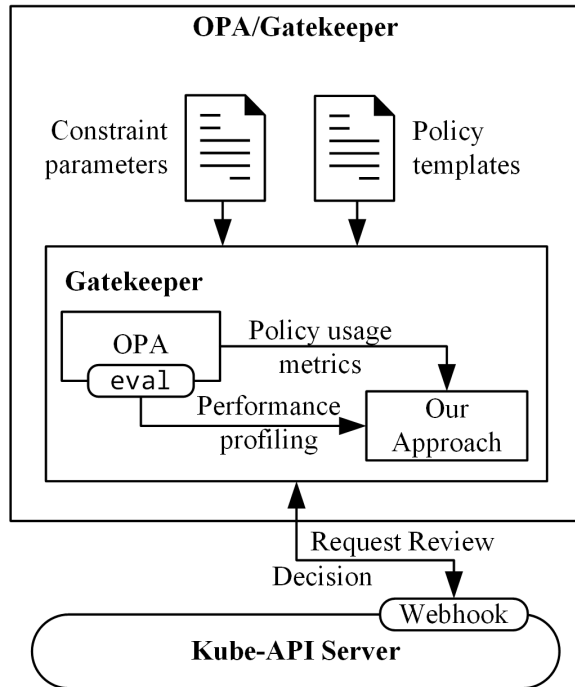 OPA/Gatekeeper
Constraint
parameters
Policy
templates
Gatekeeper
OPA
eval
Policy usage
metrics
Performance
profiling
Our
Approach
Request Review
Decision
Webhook
Kube-API Server